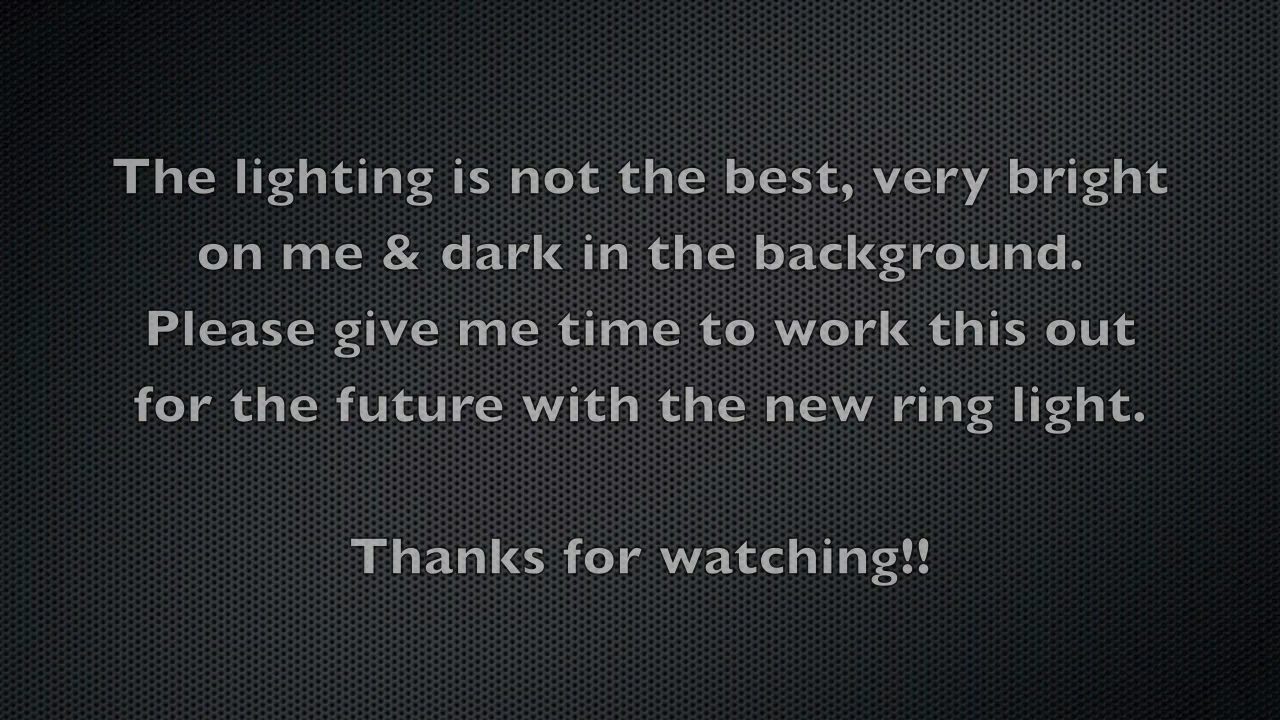 The lighting is not the best, very bright
on me & dark in the background.
Please give me time to work this out
for the future with the new ring light.
Thanks for watching!!